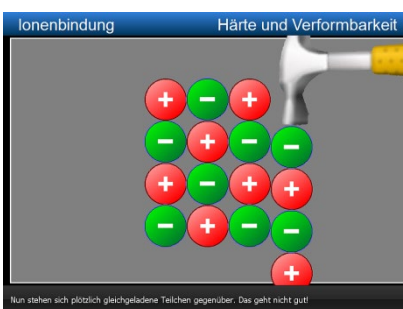 Ionenbindung Härte und Verformbarkeit
+ − +
− + − −
+ − + +
− + − −
+
Nun stehen sich plötzlich gleichgeladene Teilchen gegenüber. Das geht nicht gut!